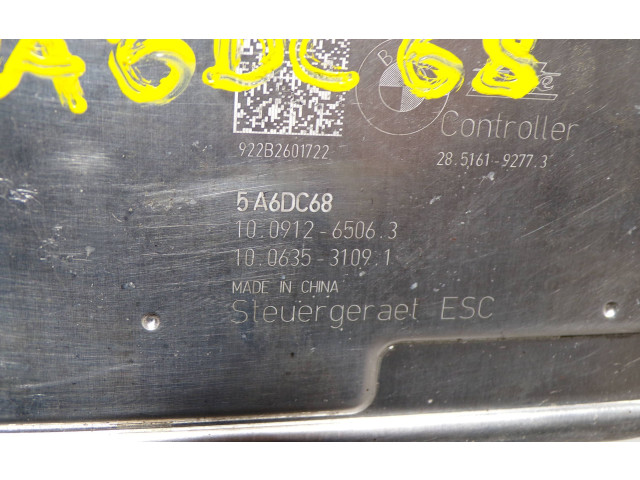 A6DC68
922B2601722
B
Controller
28.5161-9277.3
5A6DC68
10.0912-6506.3
10.0635-3109.1
MADE IN CHINA
Steuergeraet ESC